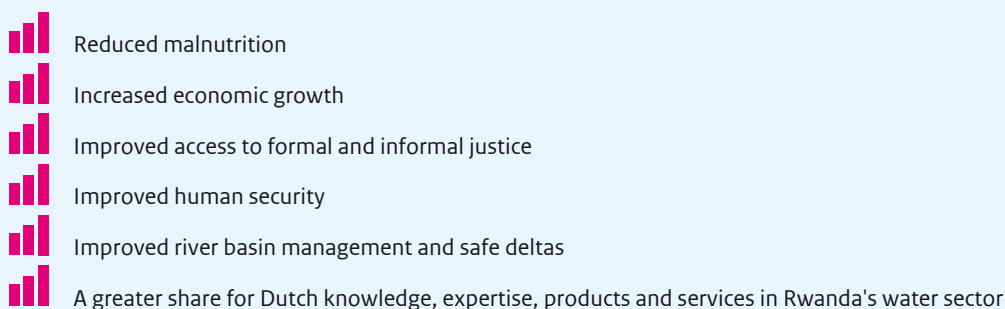 Reduced malnutrition
Increased economic growth
Improved access to formal and informal justice
Improved human security
Improved river basin management and safe deltas
A greater share for Dutch knowledge, expertise, products and services in Rwanda's water sector